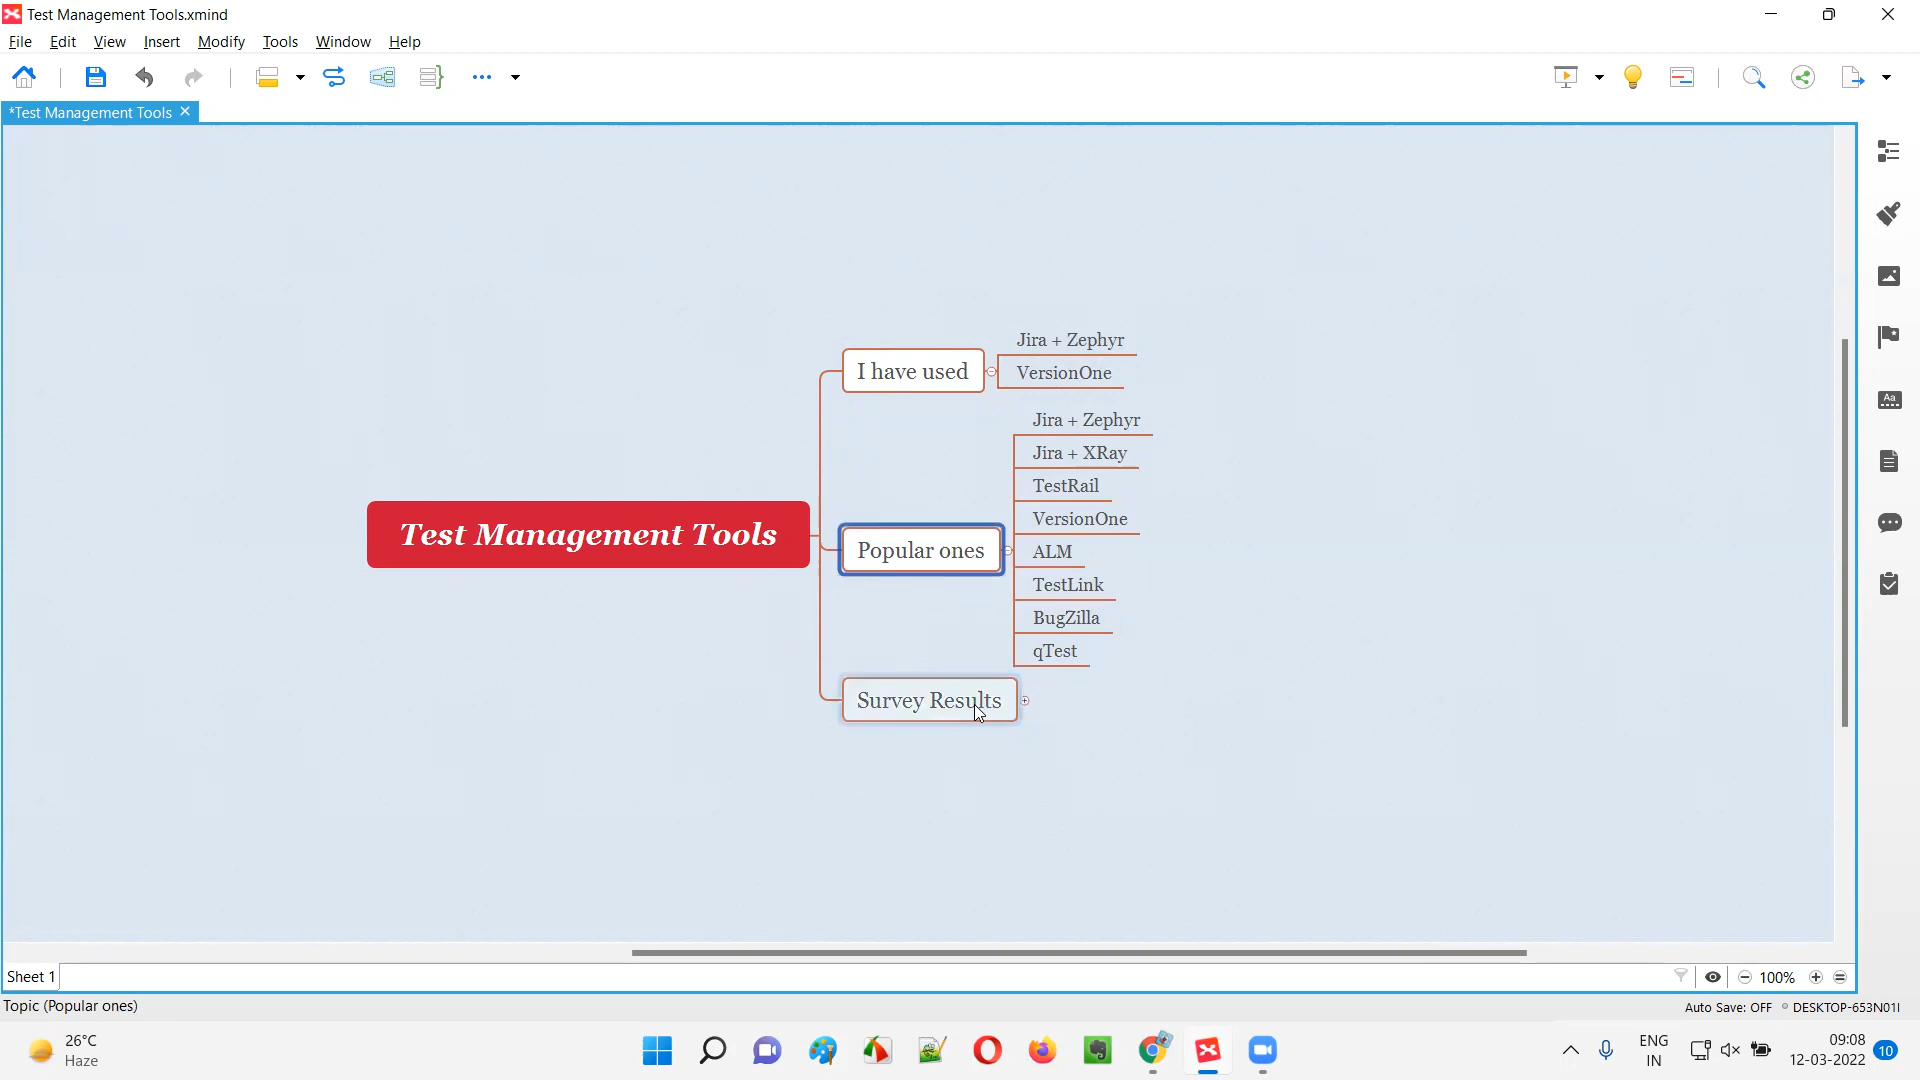 Test Management Tools.xmind
File Edit View Insert Modify Tools Window Help
*Test Management Tools
Jira + Zephyr
I have used
VersionOne
Jira + Zephyr
Jira + XRay
TestRail
VersionOne
Test Management Tools
Popular ones
ALM
TestLink
BugZilla
qTest
Survey Results
Aa
Sheet 1
100%
Topic (Popular ones)
Auto Save: OFF
DESKTOP-653N01I
26°C
Haze
ENG
IN
09:08
12-03-2022
10